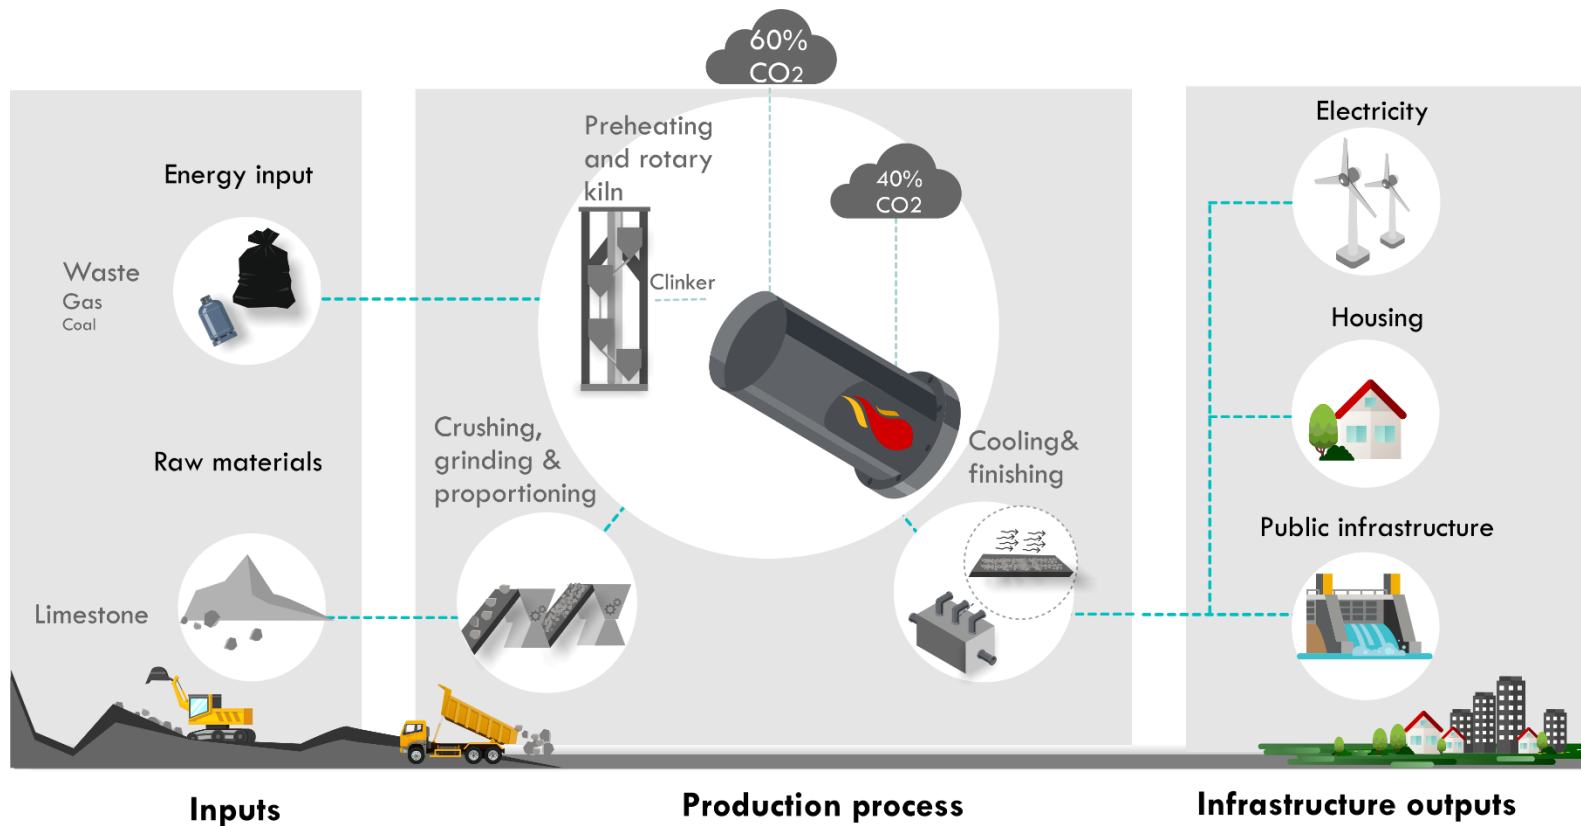 Energy input
Waste
Gas
Coal
Raw materials
Limestone
Inputs
60%
CO2
Preheating
and rotary
kiln
40%
CO2
Clinker
Crushing,
grinding &
proportioning
Cooling&
finishing
Production process
Electricity
Housing
Public infrastructure
Infrastructure outputs